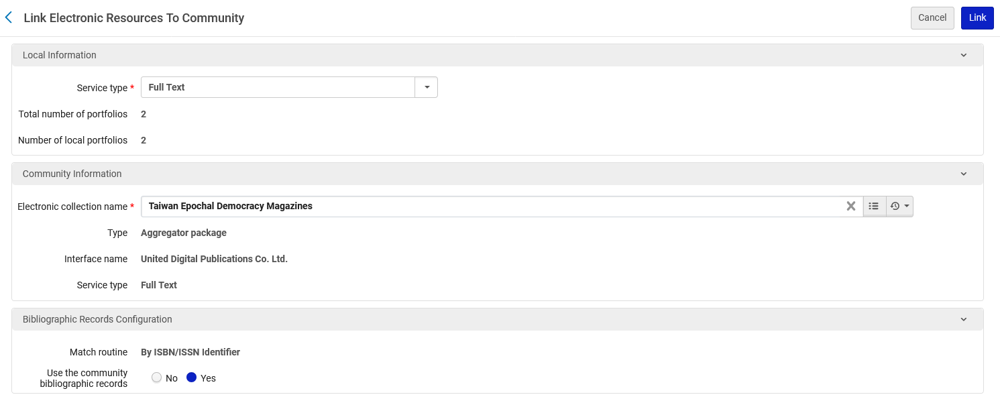 Link Electronic Resources To Community
Cancel
Link
Local Information
Service type * Full Text
Total number of portfolios 2
Number of local portfolios 2
Community Information
Electronic collection name * Taiwan Epochal Democracy Magazines
Type Aggregator package
Interface name United Digital Publications Co. Ltd.
Service type Full Text
Bibliographic Records Configuration
Match routine By ISBN/ISSN Identifier
Use the community
bibliographic records
No Yes